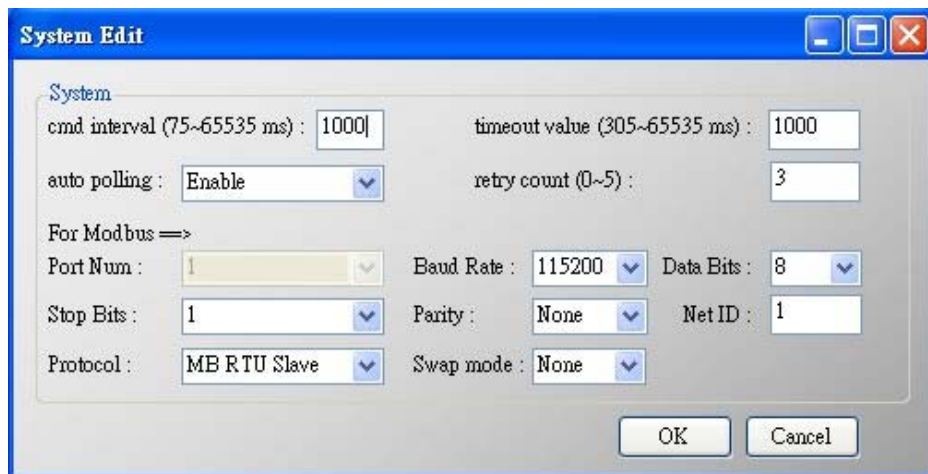 System Edit
System
cmd interval (75~65535 ms) : 1000 timeout value (305~65535 ms) : 1000
auto polling : Enable retry count (0~5) : 3
For Modbus ==>
Port Num : 1 Baud Rate : 115200 Data Bits : 8
Stop Bits : 1 Parity : None Net ID : 1
Protocol : MB RTU Slave Swap mode : None
OK Cancel